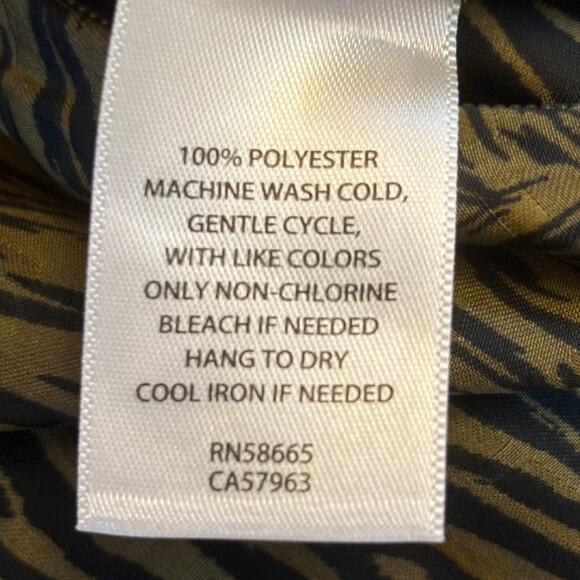 100% POLYESTER
MACHINE WASH COLD,
GENTLE CYCLE,
WITH LIKE COLORS
ONLY NON-CHLORINE
BLEACH IF NEEDED
HANG TO DRY
COOL IRON IF NEEDED
RN58665
CA57963